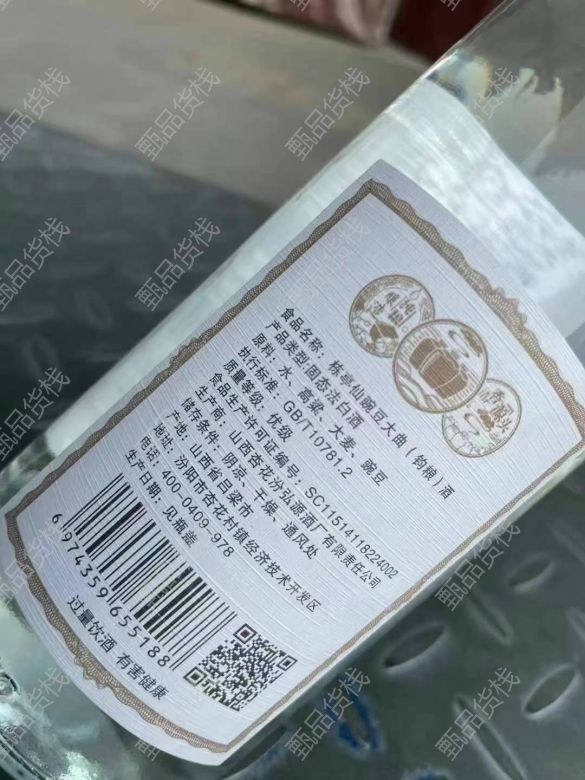 食品名称：栋亭仙豌豆大曲（钓粮）酒
产品类型：固态法白酒
原料：水、高粱、大麦、豌豆
执行标准：GB/T10781.2
质量等级：优级
食品生产许可证编号：SC11514118224002
生产商：山西杏花汾弘源酒厂有限责任公司
储存条件：阴凉、干燥、通风处
产地：山西省吕梁市
地址：汾阳市杏花村镇经济技术开发区
电话：400-0409-978
生产日期：见瓶盖
6974359655188
过量饮酒 有害健康
甄品货栈